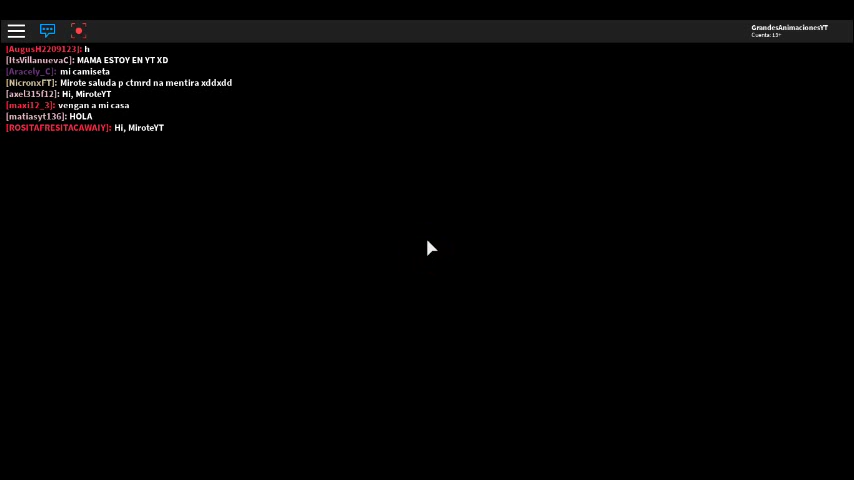 GrandesAnimacionesYT
Cuenta: 13+
[AugusH2209123]: h
[ItsVillanuevaC]: MAMA ESTOY EN YT XD
[Aracely_C]: mi camiseta
[NicronxFT]: Mirote saluda p ctmrd na mentira xddxdd
[axel315f12]: Hi, MiroteYT
[maxi12_3]: vengan a mi casa
[matiasyt136]: HOLA
[ROSITAFRESITACAWAIY]: Hi, MiroteYT